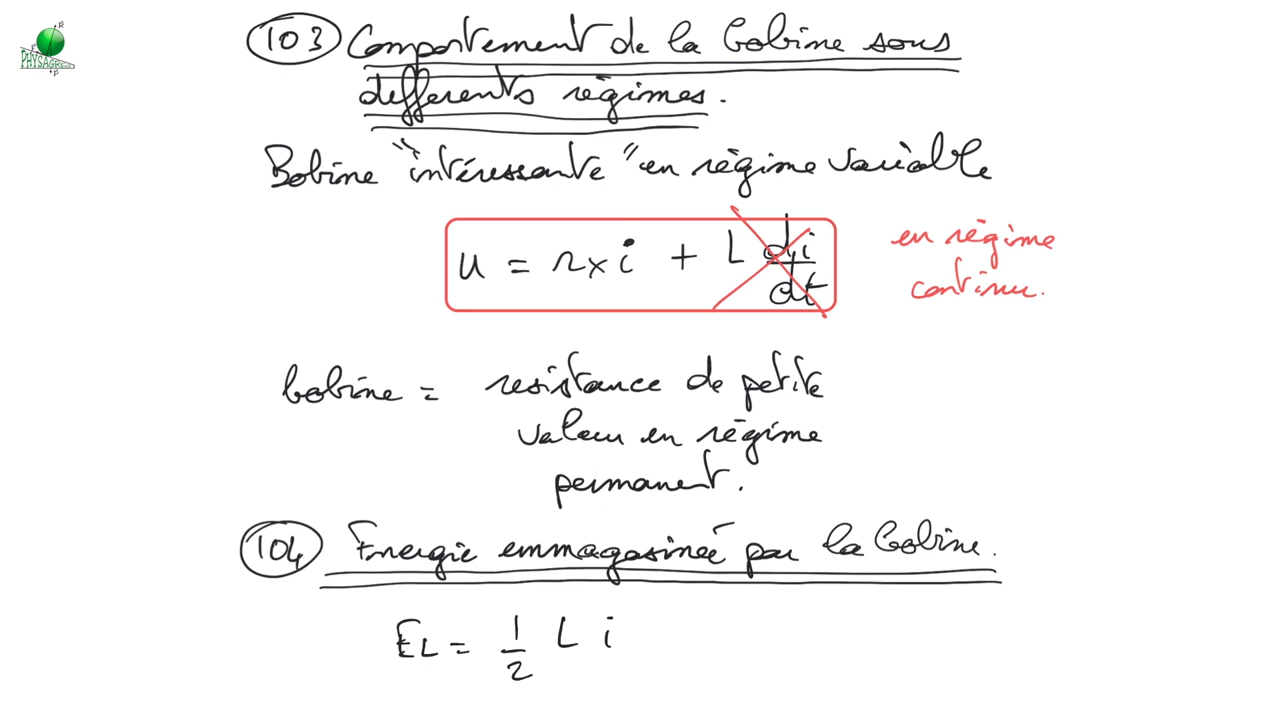 PHYSAGREG
103 Comportement de la bobine sous
différents régimes.
Bobine "intéressante" en régime variable
u = r x i + L di/dt
en régime
continu.
bobine = resistance de petite
valeur en régime
permanent.
104 Energie emmagasinée par la bobine.
EL = 1/2 L i